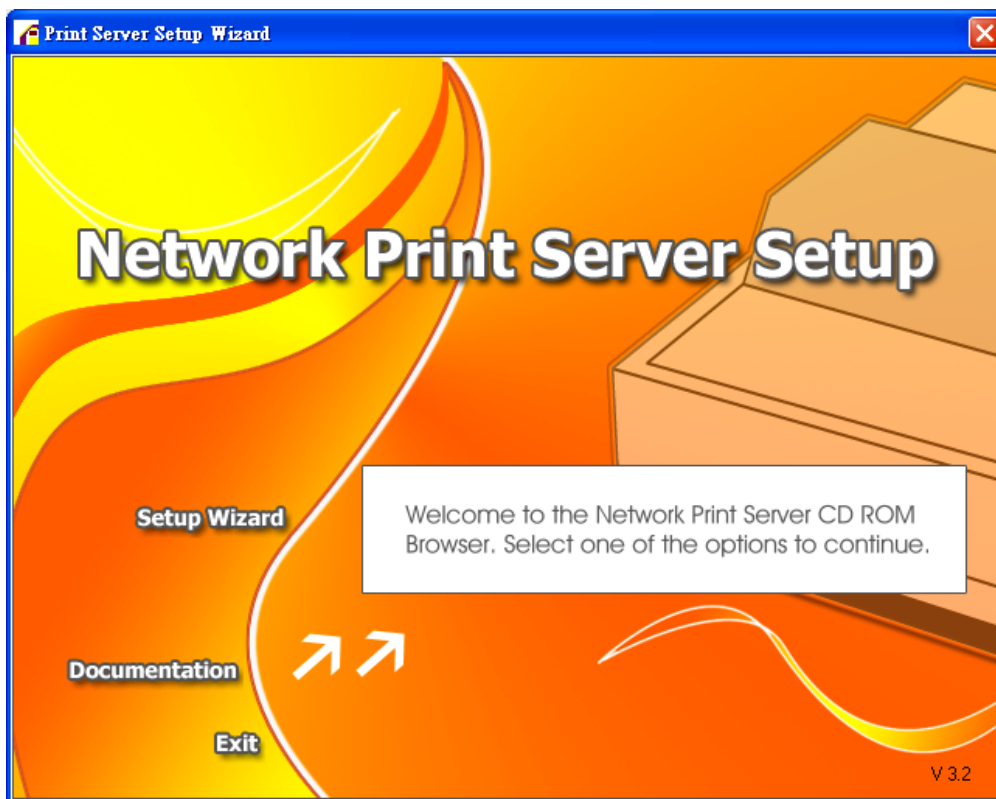 Print Server Setup Wizard
Network Print Server Setup
Setup Wizard
Welcome to the Network Print Server CD ROM
Browser. Select one of the options to continue.
Documentation
Exit
V 3.2